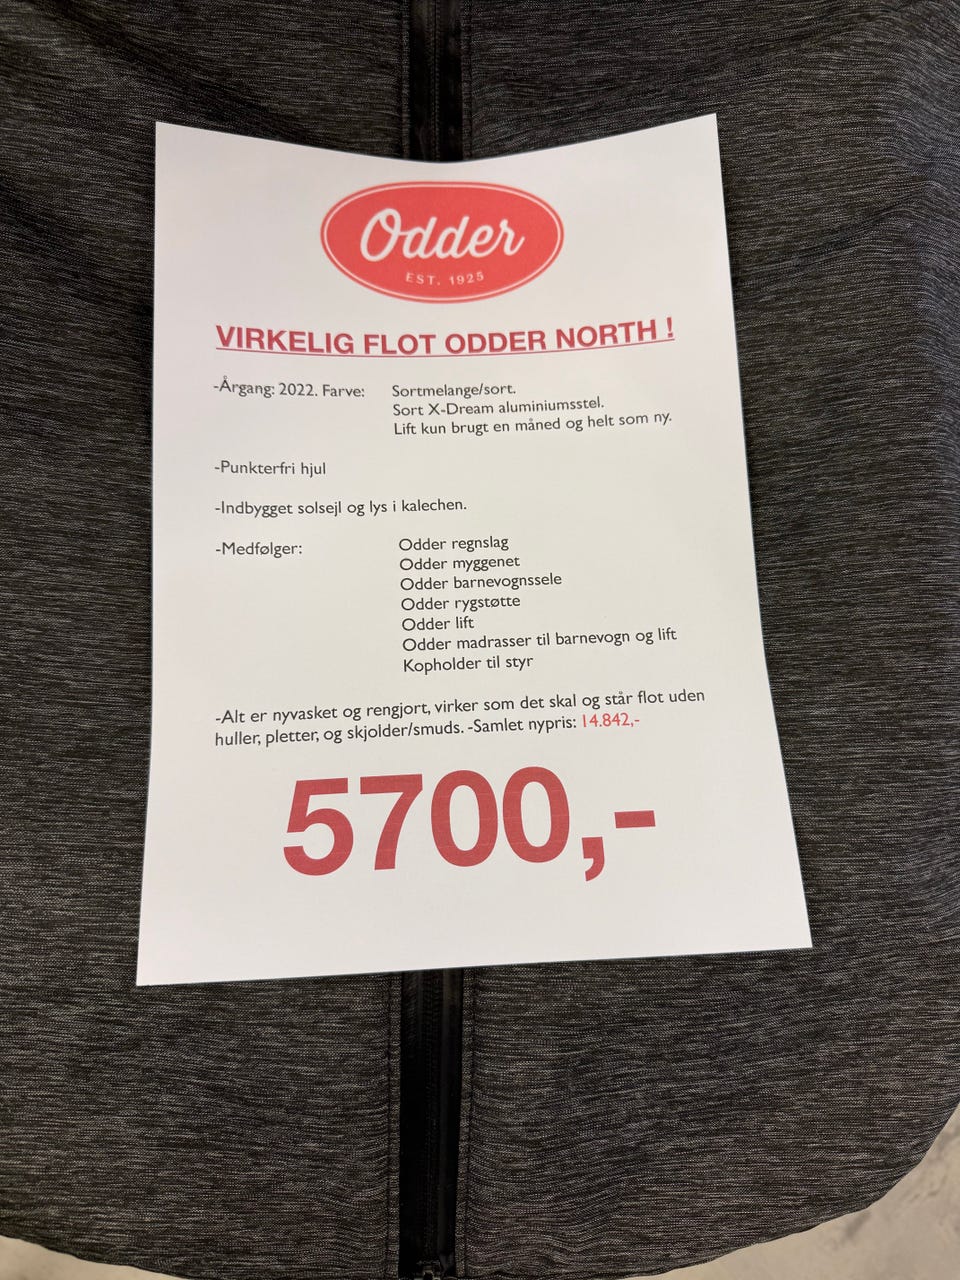 Odder
EST. 1925
VIRKELIG FLOT ODDER NORTH !
-Årgang: 2022. Farve: Sortmelange/sort.
Sort X-Dream aluminiumsstel.
Lift kun brugt en måned og helt som ny.
-Punkterfri hjul
-Indbygget solsejl og lys i kalechen.
-Medfølger: Odder regnslag
Odder myggenet
Odder barnevognssele
Odder rygstøtte
Odder lift
Odder madrasser til barnevogn og lift
Kopholder til styr
-Alt er nyvasket og rengjort, virker som det skal og står flot uden
huller, pletter, og skjolder/smuds. -Samlet nypris: 14.842,-
5700,-